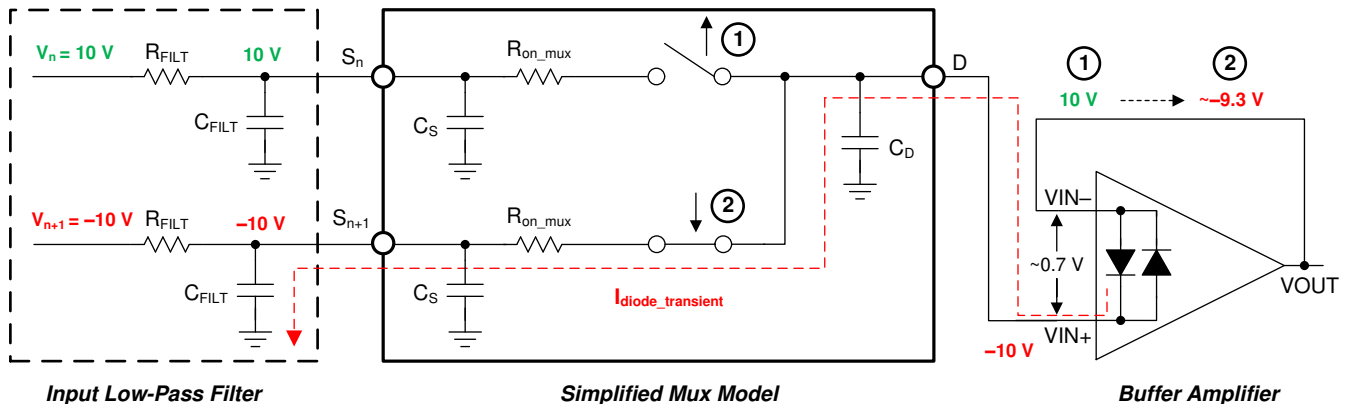 Vn = 10 V
RFILT
10 V
CFILT
Sn
Ron_mux
1
CS
D
CD
1
2
10 V
~–9.3 V
Vn+1 = –10 V
RFILT
–10 V
CFILT
Sn+1
Ron_mux
2
CS
Idiode_transient
VIN–
~0.7 V
VIN+
–10 V
VOUT
Input Low-Pass Filter
Simplified Mux Model
Buffer Amplifier